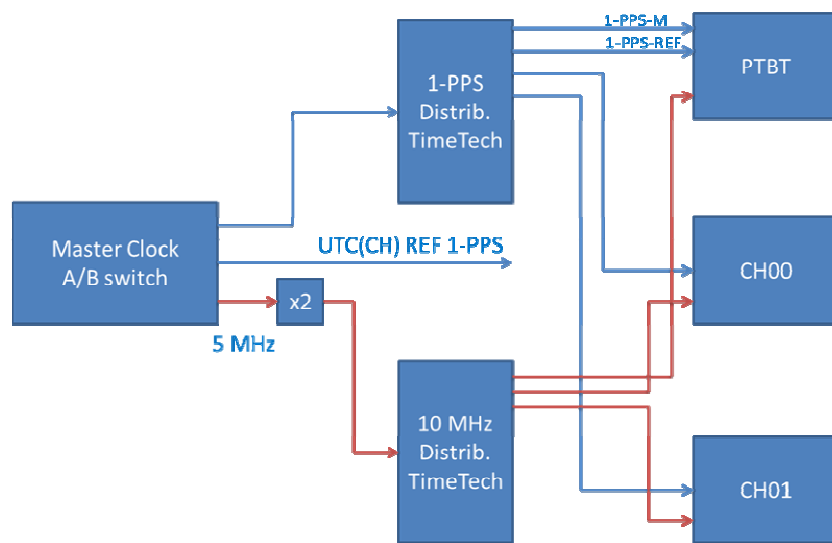 1-PPS-M
1-PPS-REF
PTBT
1-PPS
Distrib.
TimeTech
Master Clock
A/B switch
UTC(CH) REF 1-PPS
CH00
x2
5 MHz
10 MHz
Distrib.
TimeTech
CH01